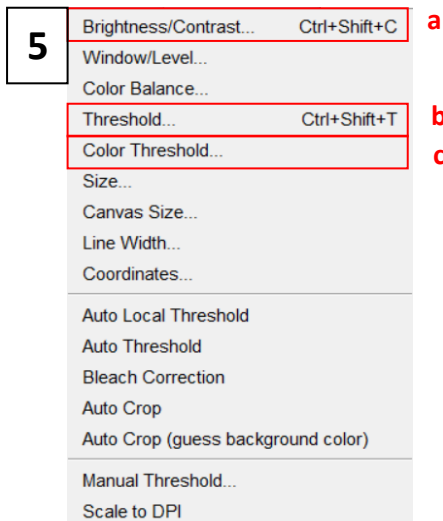 5
Brightness/Contrast... Ctrl+Shift+C a
Window/Level...
Color Balance...
Threshold... Ctrl+Shift+T b
Color Threshold... c
Size...
Canvas Size...
Line Width...
Coordinates...
Auto Local Threshold
Auto Threshold
Bleach Correction
Auto Crop
Auto Crop (guess background color)
Manual Threshold...
Scale to DPI